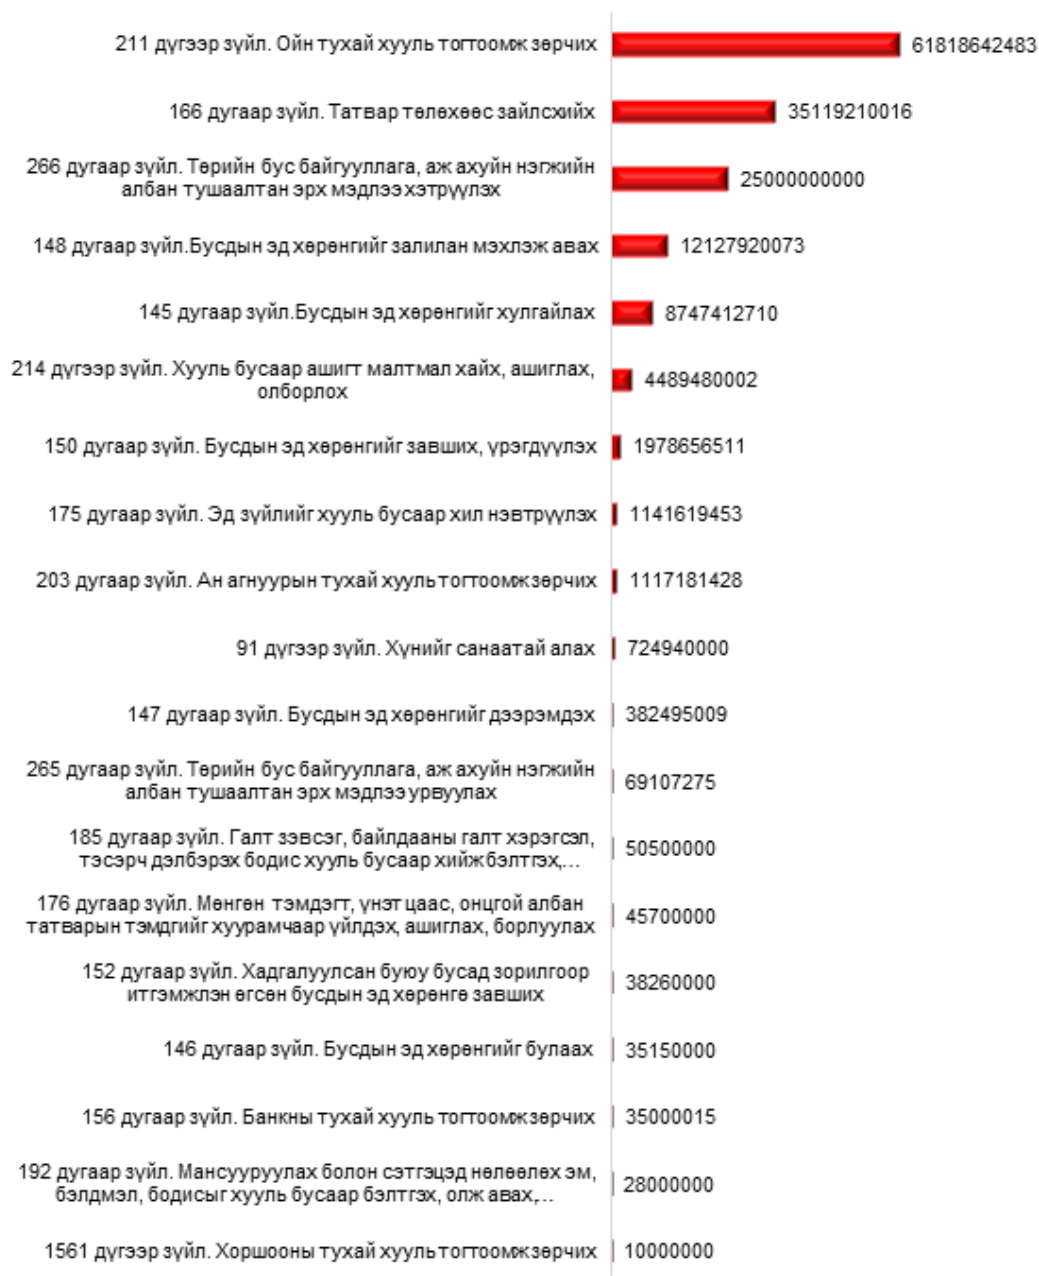 211 дүгээр зүйл. Ойн тухай хууль тогтоомж зөрчих 61818642483
166 дугаар зүйл. Татвар төлөхөөс зайлсхийх 35119210016
266 дугаар зүйл. Төрийн бус байгууллага, аж ахуйн нэгжийн
албан тушаалтан эрх мэдлээ хэтрүүлэх 25000000000
148 дугаар зүйл.Бусдын эд хөрөнгийг залилан мэхлэж авах 12127920073
145 дугаар зүйл.Бусдын эд хөрөнгийг хулгайлах 8747412710
214 дүгээр зүйл. Хууль бусаар ашигт малтмал хайх, ашиглах,
олборлох 4489480002
150 дугаар зүйл. Бусдын эд хөрөнгийг завших, үрэгдүүлэх 1978656511
175 дугаар зүйл. Эд зүйлийг хууль бусаар хил нэвтрүүлэх 1141619453
203 дугаар зүйл. Ан агнуурын тухай хууль тогтоомж зөрчих 1117181428
91 дүгээр зүйл. Хүнийг санаатай алах 724940000
147 дугаар зүйл. Бусдын эд хөрөнгийг дээрэмдэх 382495009
265 дугаар зүйл. Төрийн бус байгууллага, аж ахуйн нэгжийн
албан тушаалтан эрх мэдлээ урвуулах 69107275
185 дугаар зүйл. Галт зэвсэг, байлдааны галт хэрэгсэл,
тэсэрч дэлбэрэх бодис хууль бусаар хийж бэлтгэх,... 50500000
176 дугаар зүйл. Мөнгөн тэмдэгт, үнэт цаас, онцгой албан
татварын тэмдгийг хуурамчаар үйлдэх, ашиглах, борлуулах 45700000
152 дугаар зүйл. Хадгалуулсан буюу бусад зорилгоор
итгэмжлэн өгсөн бусдын эд хөрөнгө завших 38260000
146 дугаар зүйл. Бусдын эд хөрөнгийг булаах 35150000
156 дугаар зүйл. Банкны тухай хууль тогтоомж зөрчих 35000015
192 дугаар зүйл. Мансууруулах болон сэтгэцэд нөлөөлөх эм,
бэлдмэл, бодисыг хууль бусаар бэлтгэх, олж авах,... 28000000
1561 дүгээр зүйл. Хоршооны тухай хууль тогтоомж зөрчих 10000000